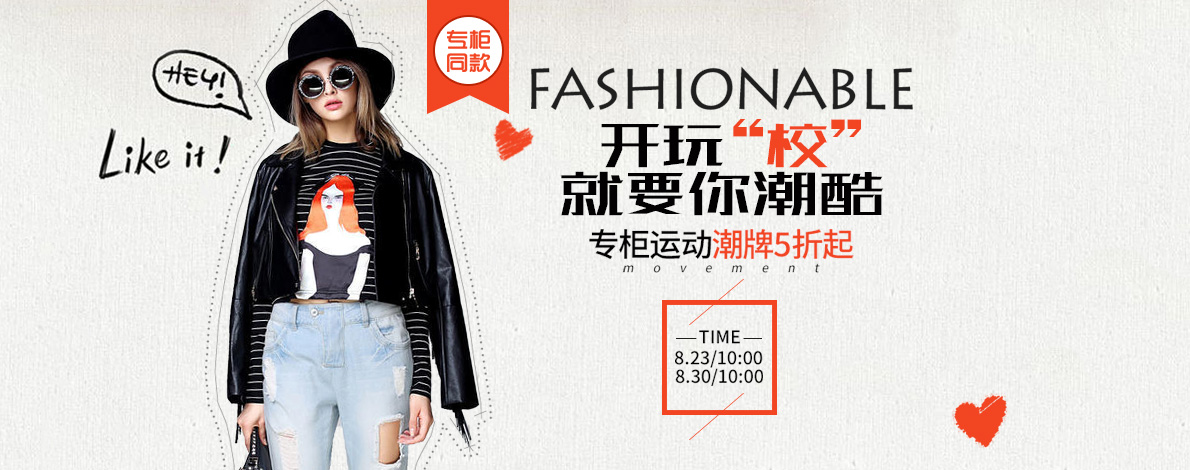 HEY!
Like it!
专柜
同款
FASHIONABLE
开玩“校”
就要你潮酷
专柜运动潮牌5折起
movement
—TIME—
8.23/10:00
8.30/10:00